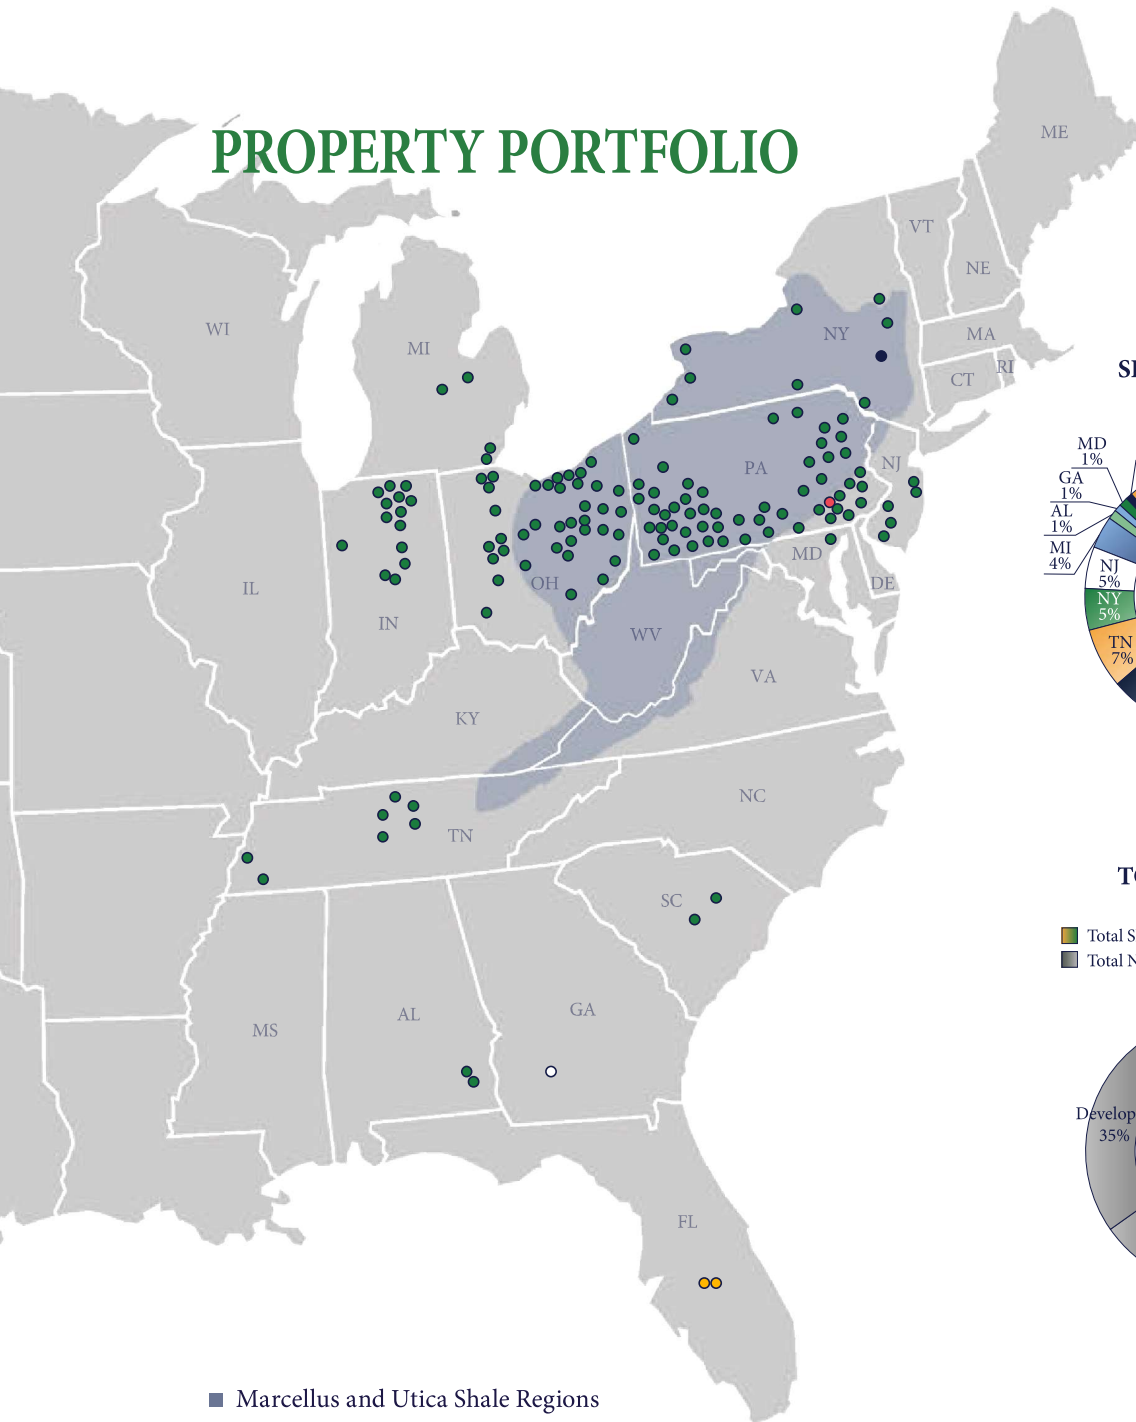 PROPERTY PORTFOLIO
ME
VT
NE
WI
NY
MA
MI
RI
CT
MD
1%
GA
1%
AL
1%
MI
4%
NJ
5%
NY
5%
TN
7%
PA
NJ
MD
DE
IL
OH
IN
WV
VA
KY
NC
TN
SC
Total
Total
GA
AL
MS
35%
FL
Marcellus and Utica Shale Regions